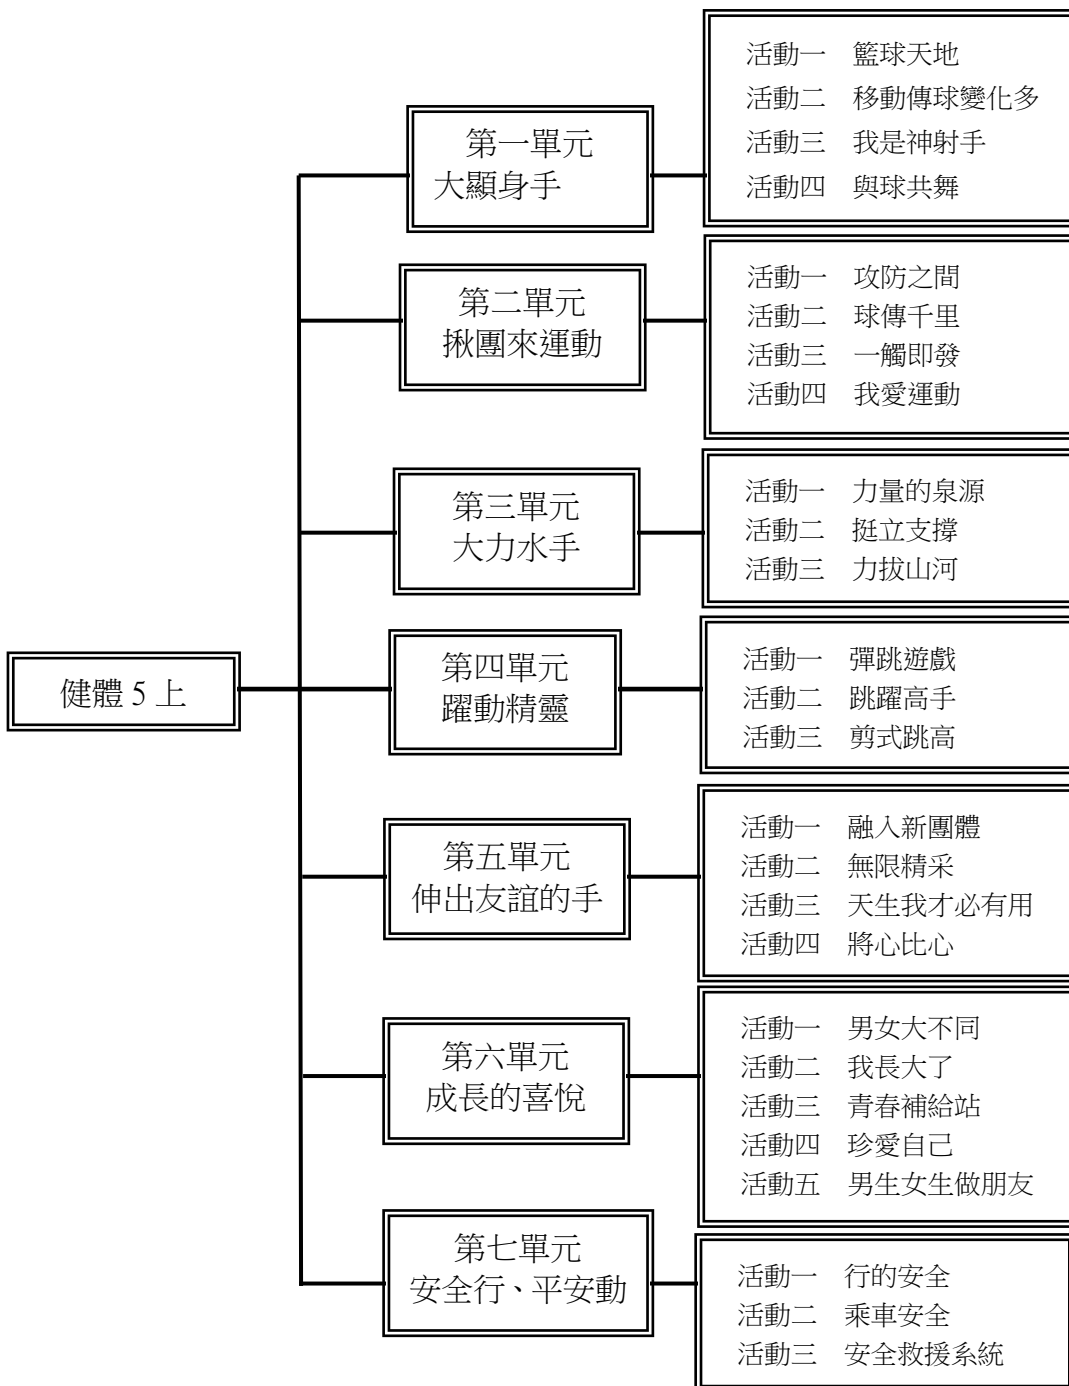 健體 5 上
第一單元
大顯身手
活動一　籃球天地
活動二　移動傳球變化多
活動三　我是神射手
活動四　與球共舞
第二單元
揪團來運動
活動一　攻防之間
活動二　球傳千里
活動三　一觸即發
活動四　我愛運動
第三單元
大力水手
活動一　力量的泉源
活動二　挺立支撐
活動三　力拔山河
第四單元
躍動精靈
活動一　彈跳遊戲
活動二　跳躍高手
活動三　剪式跳高
第五單元
伸出友誼的手
活動一　融入新團體
活動二　無限精采
活動三　天生我才必有用
活動四　將心比心
第六單元
成長的喜悅
活動一　男女大不同
活動二　我長大了
活動三　青春補給站
活動四　珍愛自己
活動五　男生女生做朋友
第七單元
安全行、平安動
活動一　行的安全
活動二　乘車安全
活動三　安全救援系統